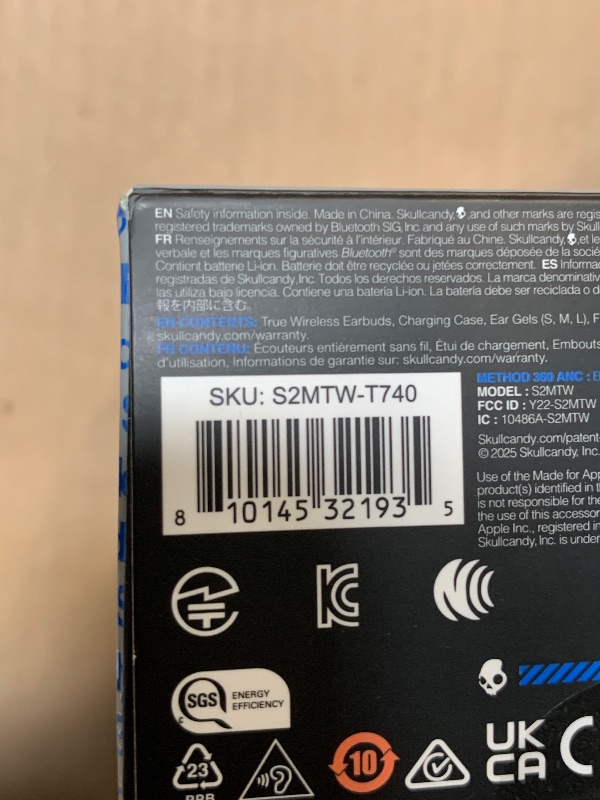 EN Safety information inside. Made in China. Skullcandy, and other marks are regis
registered trademarks owned by Bluetooth SIG, Inc. and any use of such marks by Skull
FR Renseignements sur la sécurité à l'intérieur. Fabriqué au Chine. Skullcandy, et le
verbale et les marques figuratives Bluetooth® sont des marques déposée de la socié
Contient batterie Li-ion. Batterie doit être recyclée ou jetées correctement. ES Informac
registradas de Skullcandy, Inc. Todos los derechos reservados. La marca denominativ
tas utiliza bajo licencia. Contiene una batería Li-ion. La batería debe ser reciclada o d
報を内部に含む。
EN CONTENTS: True Wireless Earbuds, Charging Case, Ear Gels (S, M, L), F
skullcandy.com/warranty.
FR CONTENU: Écouteurs entièrement sans fil, Étui de chargement, Embouts
d'utilisation, Informations de garantie sur: skullcandy.com/warranty.
SKU: S2MTW-T740
8 10145 32193 5
METHOD 360 ANC : E
MODEL : S2MTW
FCC ID : Y22-S2MTW
IC : 10486A-S2MTW
Skullcandy.com/patent
© 2025 Skullcandy, Inc.
Use of the Made for App
product(s) identified in t
is not responsible for the
the use of this accessor
Apple Inc., registered in
Skullcandy, Inc. is under
SGS ENERGY
EFFICIENCY
23
PPB
10
UK
CA